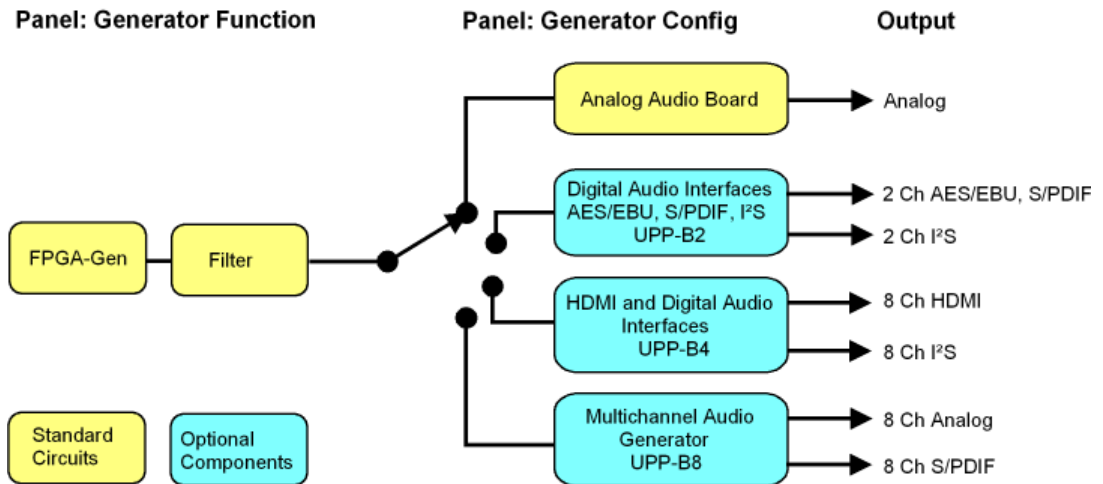 Panel: Generator Function
Panel: Generator Config
Output
Analog Audio Board
Analog
Digital Audio Interfaces
AES/EBU, S/PDIF, I²S
UPP-B2
2 Ch AES/EBU, S/PDIF
2 Ch I²S
FPGA-Gen
Filter
HDMI and Digital Audio
Interfaces
UPP-B4
8 Ch HDMI
8 Ch I²S
Multichannel Audio
Generator
UPP-B8
8 Ch Analog
8 Ch S/PDIF
Standard
Circuits
Optional
Components